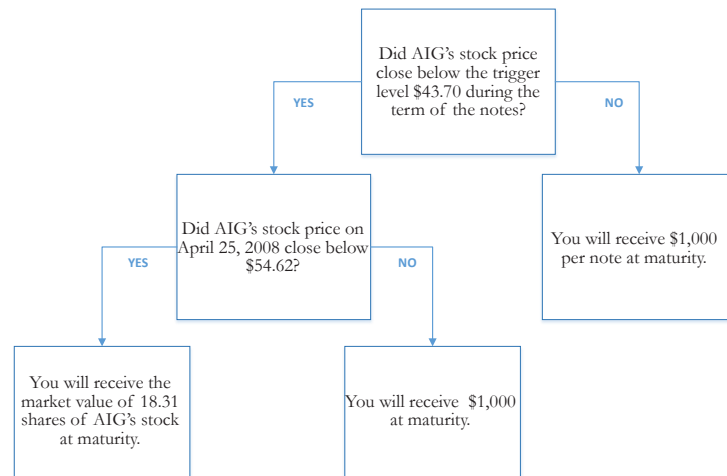 Did AIG's stock price
close below the trigger
level $43.70 during the
term of the notes?
YES
NO
Did AIG's stock price on
April 25, 2008 close below
$54.62?
You will receive $1,000
per note at maturity.
YES
NO
You will receive the
market value of 18.31
shares of AIG's stock
at maturity.
You will receive $1,000
at maturity.